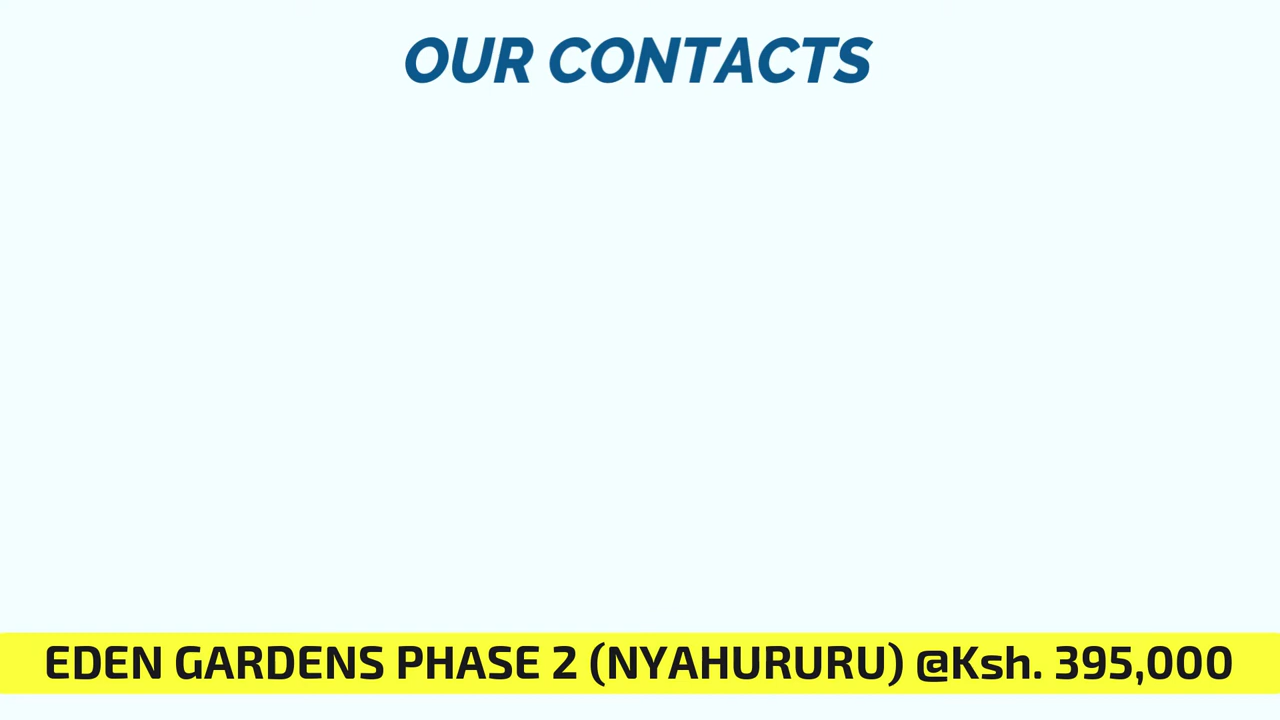 OUR CONTACTS
EDEN GARDENS PHASE 2 (NYAHURURU) @Ksh. 395,000